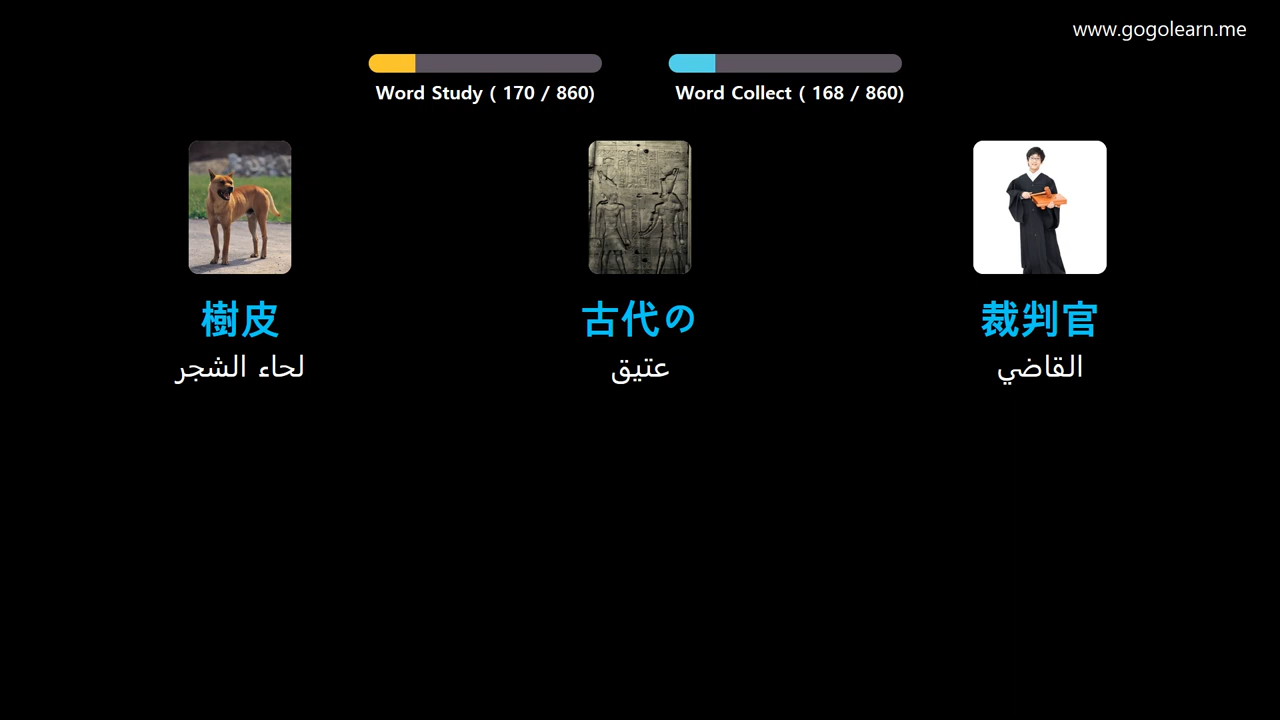 www.gogolearn.me
Word Study ( 170 / 860)
Word Collect ( 168 / 860)
樹皮
لحاء الشجر
古代の
عتيق
裁判官
القاضي